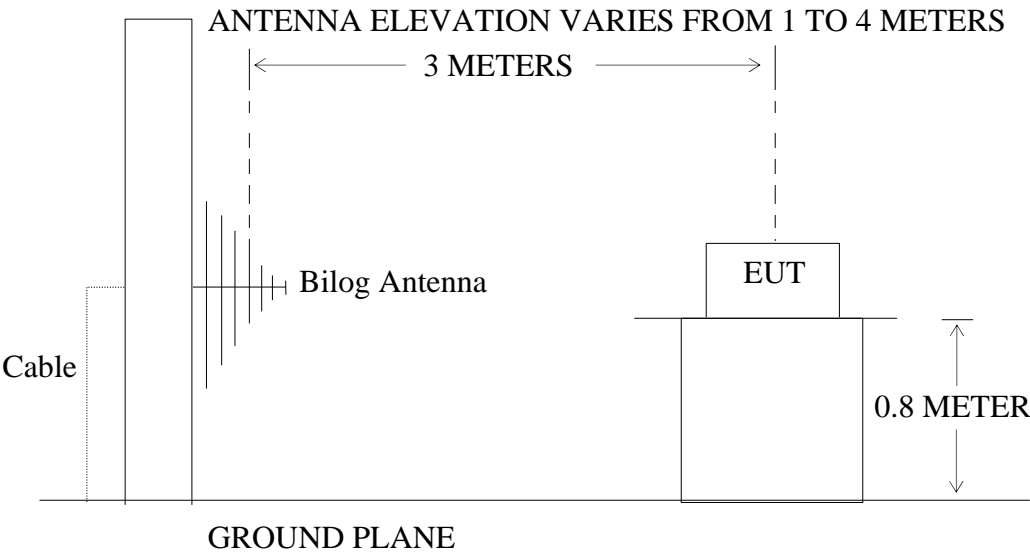 ANTENNA ELEVATION VARIES FROM 1 TO 4 METERS
3 METERS
EUT
Bilog Antenna
Cable
0.8 METER
GROUND PLANE